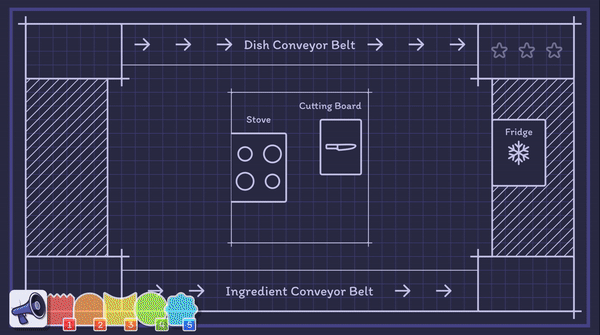 Dish Conveyor Belt
Cutting Board
Stove
Fridge
Ingredient Conveyor Belt
1
2
3
4
5